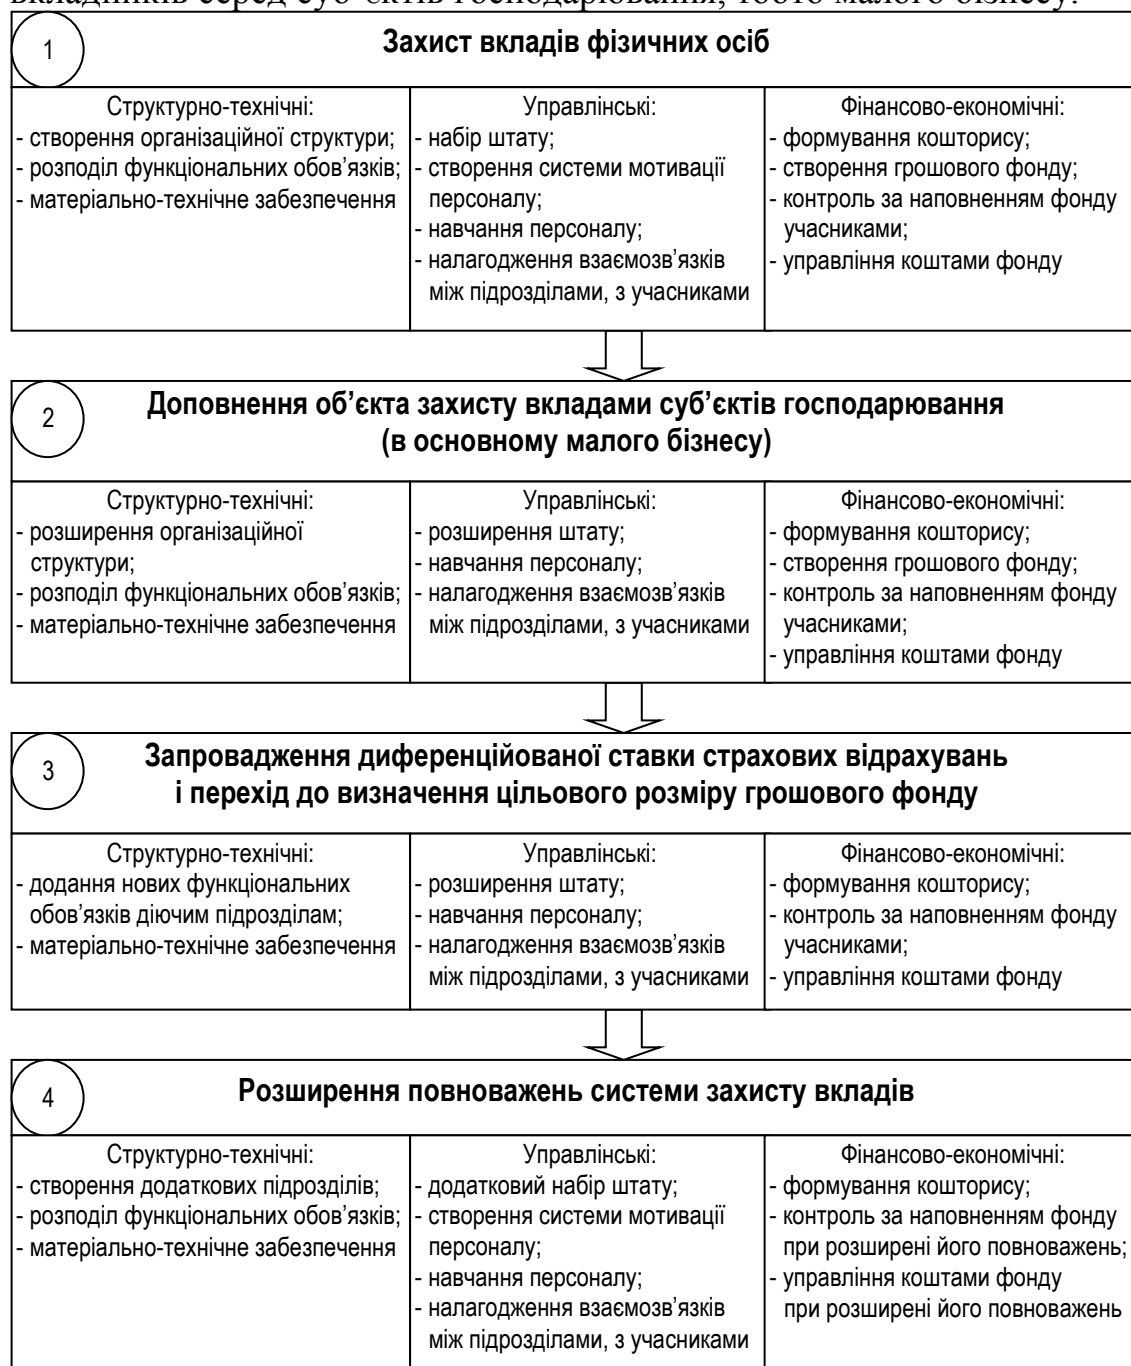 вкладників серед суб'єктів господарювання, тобто малого бізнесу.
1
Захист вкладів фізичних осіб
Структурно-технічні:
- створення організаційної структури;
- розподіл функціональних обов’язків;
- матеріально-технічне забезпечення
Управлінські:
- набір штату;
- створення системи мотивації
персоналу;
- навчання персоналу;
- налагодження взаємозв’язків
між підрозділами, з учасниками
Фінансово-економічні:
- формування кошторису;
- створення грошового фонду;
- контроль за наповненням фонду
учасниками;
- управління коштами фонду
2
Доповнення об’єкта захисту вкладами суб’єктів господарювання
(в основному малого бізнесу)
Структурно-технічні:
- розширення організаційної
структури;
- розподіл функціональних обов’язків;
- матеріально-технічне забезпечення
Управлінські:
- розширення штату;
- навчання персоналу;
- налагодження взаємозв’язків
між підрозділами, з учасниками
Фінансово-економічні:
- формування кошторису;
- створення грошового фонду;
- контроль за наповненням фонду
учасниками;
- управління коштами фонду
3
Запровадження диференційованої ставки страхових відрахувань
і перехід до визначення цільового розміру грошового фонду
Структурно-технічні:
- додання нових функціональних
обов’язків діючим підрозділам;
- матеріально-технічне забезпечення
Управлінські:
- розширення штату;
- навчання персоналу;
- налагодження взаємозв’язків
між підрозділами, з учасниками
Фінансово-економічні:
- формування кошторису;
- контроль за наповненням фонду
учасниками;
- управління коштами фонду
4
Розширення повноважень системи захисту вкладів
Структурно-технічні:
- створення додаткових підрозділів;
- розподіл функціональних обов’язків;
- матеріально-технічне забезпечення
Управлінські:
- додатковий набір штату;
- створення системи мотивації
персоналу;
- навчання персоналу;
- налагодження взаємозв’язків
між підрозділами, з учасниками
Фінансово-економічні:
- формування кошторису;
- контроль за наповненням фонду
при розширені його повноважень;
- управління коштами фонду
при розширені його повноважень